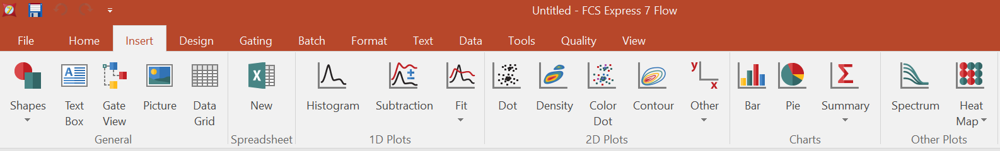 Untitled - FCS Express 7 Flow
File Home Insert Design Gating Batch Format Text Data Tools Quality View
Shapes Text Box Gate View Picture Data Grid New Histogram Subtraction Fit Dot Density Color Dot Contour Other Bar Pie Summary Spectrum Heat Map
General Spreadsheet 1D Plots 2D Plots Charts Other Plots